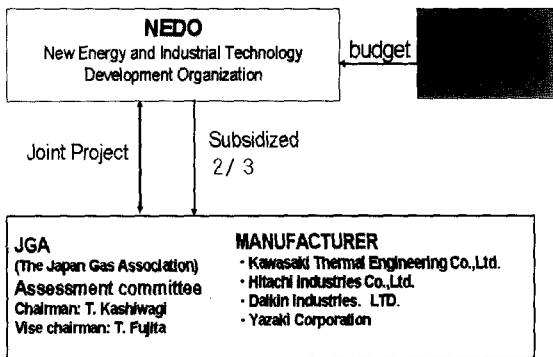 NEDO
New Energy and Industrial Technology
Development Organization
budget
Joint Project
Subsidized
2/3
JGA
(The Japan Gas Association)
Assessment committee
Chairman: T. Kashiwagi
Vise chairman: T. Fujita
MANUFACTURER
・Kawasaki Thermal Engineering Co.,Ltd.
・Hitachi Industries Co.,Ltd.
・Daikin Industries. LTD.
・Yazaki Corporation